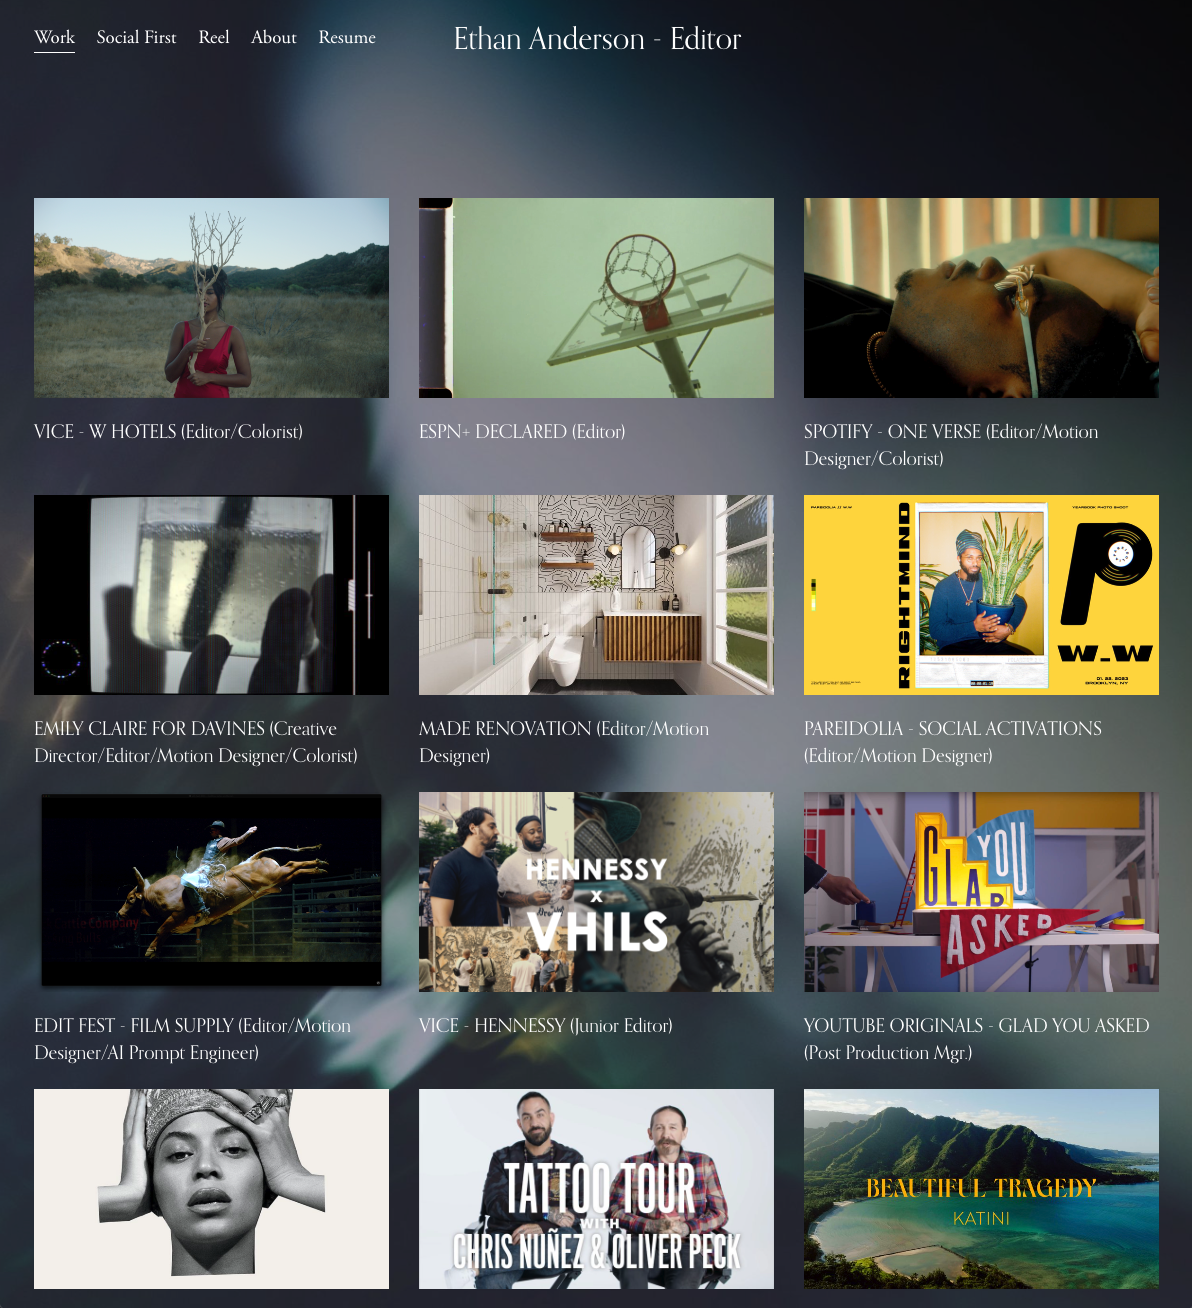 Work Social First Reel About Resume
Ethan Anderson - Editor
VICE - W HOTELS (Editor/Colorist)
ESPN+ DECLARED (Editor)
SPOTIFY - ONE VERSE (Editor/Motion
Designer/Colorist)
EMILY CLAIRE FOR DAVINES (Creative
Director/Editor/Motion Designer/Colorist)
MADE RENOVATION (Editor/Motion
Designer)
PAREIDOLIA // W.W
YEARBOOK PHOTO SHOOT
RIGHTMIND
P
W_W
01. 22. 2023
BROOKLYN, NY
PAREIDOLIA - SOCIAL ACTIVATIONS
(Editor/Motion Designer)
EDIT FEST - FILM SUPPLY (Editor/Motion
Designer/AI Prompt Engineer)
HENNESSY
X
VHILS
VICE - HENNESSY (Junior Editor)
GLAD
YOU
ASKED
YOUTUBE ORIGINALS - GLAD YOU ASKED
(Post Production Mgr.)
TATTOO TOUR
WITH
CHRIS NUÑEZ & OLIVER PECK
BEAUTIFUL TRAGEDY
KATINI